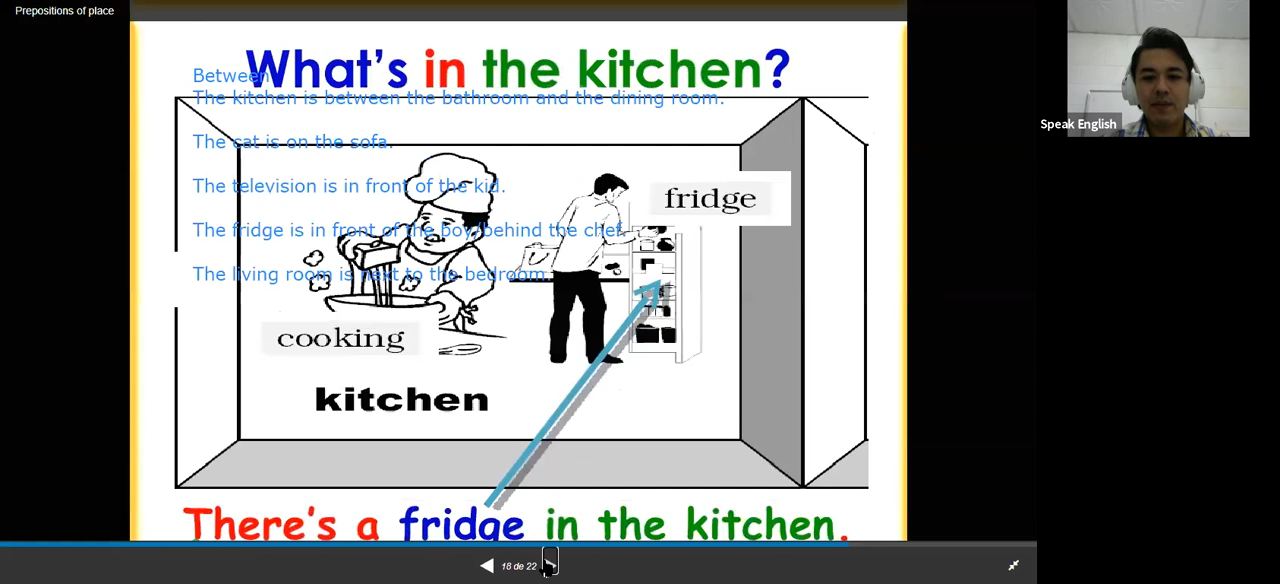 Prepositions of place
What's in the kitchen?
Between
The kitchen is between the bathroom and the dining room.
The cat is on the sofa.
The television is in front of the kid.
The fridge is in front of the boy/behind the chef.
The living room is next to the bedroom.
fridge
cooking
kitchen
There's a fridge in the kitchen.
18 de 22
Speak English